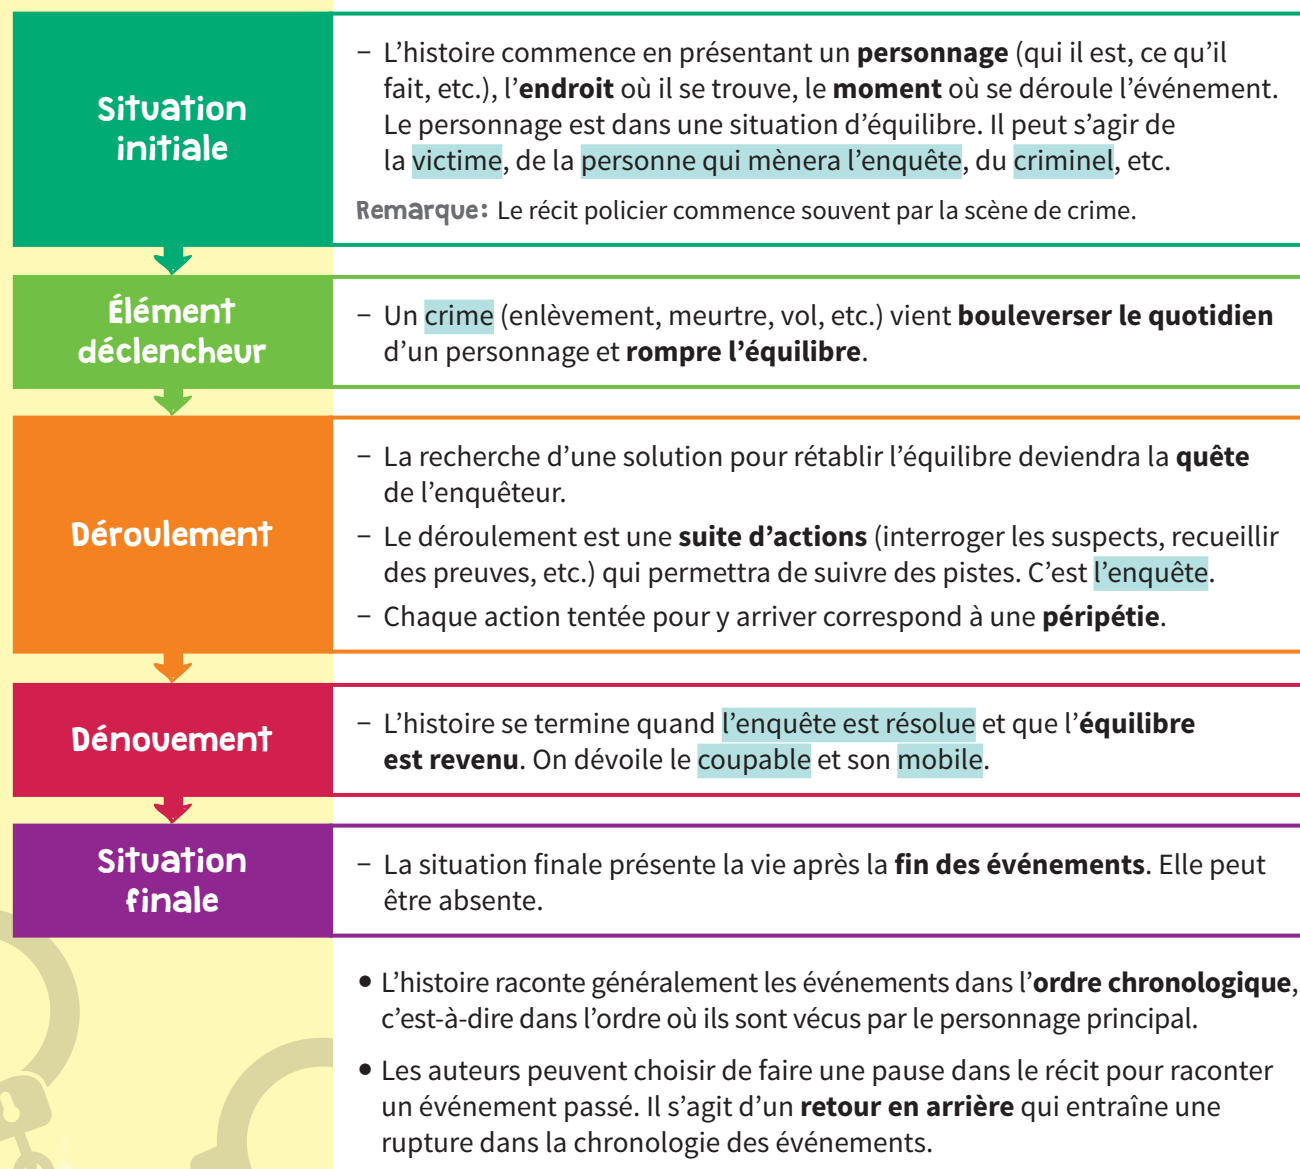 Situation
initiale
– L’histoire commence en présentant un personnage (qui il est, ce qu’il
fait, etc.), l’endroit où il se trouve, le moment où se déroule l’événement.
Le personnage est dans une situation d’équilibre. Il peut s’agir de
la victime, de la personne qui mènera l’enquête, du criminel, etc.
Remarque: Le récit policier commence souvent par la scène de crime.
Élément
déclencheur
– Un crime (enlèvement, meurtre, vol, etc.) vient bouleverser le quotidien
d’un personnage et rompre l’équilibre.
Déroulement
– La recherche d’une solution pour rétablir l’équilibre deviendra la quête
de l’enquêteur.
– Le déroulement est une suite d’actions (interroger les suspects, recueillir
des preuves, etc.) qui permettra de suivre des pistes. C’est l’enquête.
– Chaque action tentée pour y arriver correspond à une péripétie.
Dénouement
– L’histoire se termine quand l’enquête est résolue et que l’équilibre
est revenu. On dévoile le coupable et son mobile.
Situation
finale
– La situation finale présente la vie après la fin des événements. Elle peut
être absente.
• L’histoire raconte généralement les événements dans l’ordre chronologique,
c’est-à-dire dans l’ordre où ils sont vécus par le personnage principal.
• Les auteurs peuvent choisir de faire une pause dans le récit pour raconter
un événement passé. Il s’agit d’un retour en arrière qui entraîne une
rupture dans la chronologie des événements.